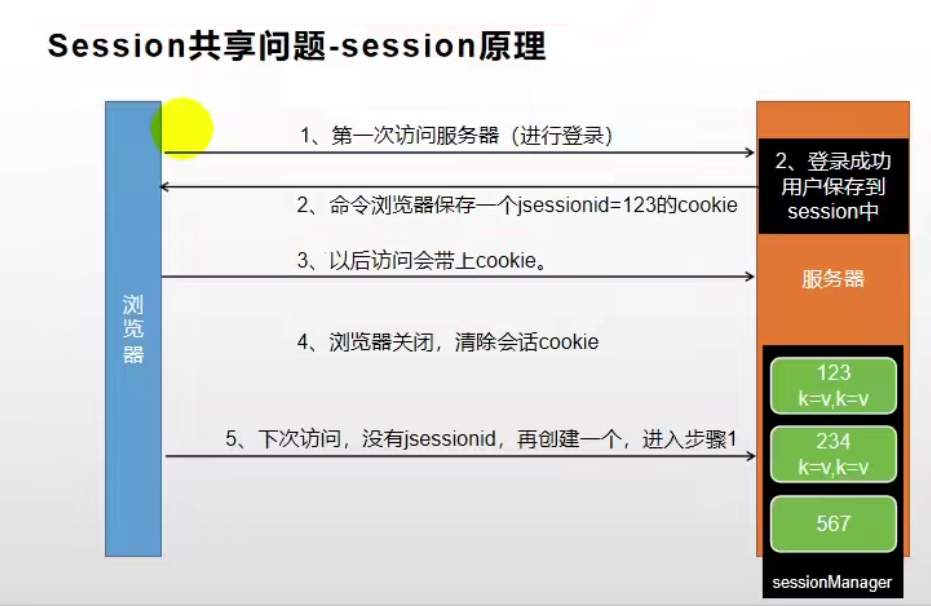 Session共享问题-session原理
1、第一次访问服务器（进行登录）
2、登录成功
用户保存到
session中
2、命令浏览器保存一个jsessionid=123的cookie
3、以后访问会带上cookie。
服务器
浏
览
器
4、浏览器关闭，清除会话cookie
123
k=v,k=v
5、下次访问，没有jsessionid，再创建一个，进入步骤1
234
k=v,k=v
567
sessionManager